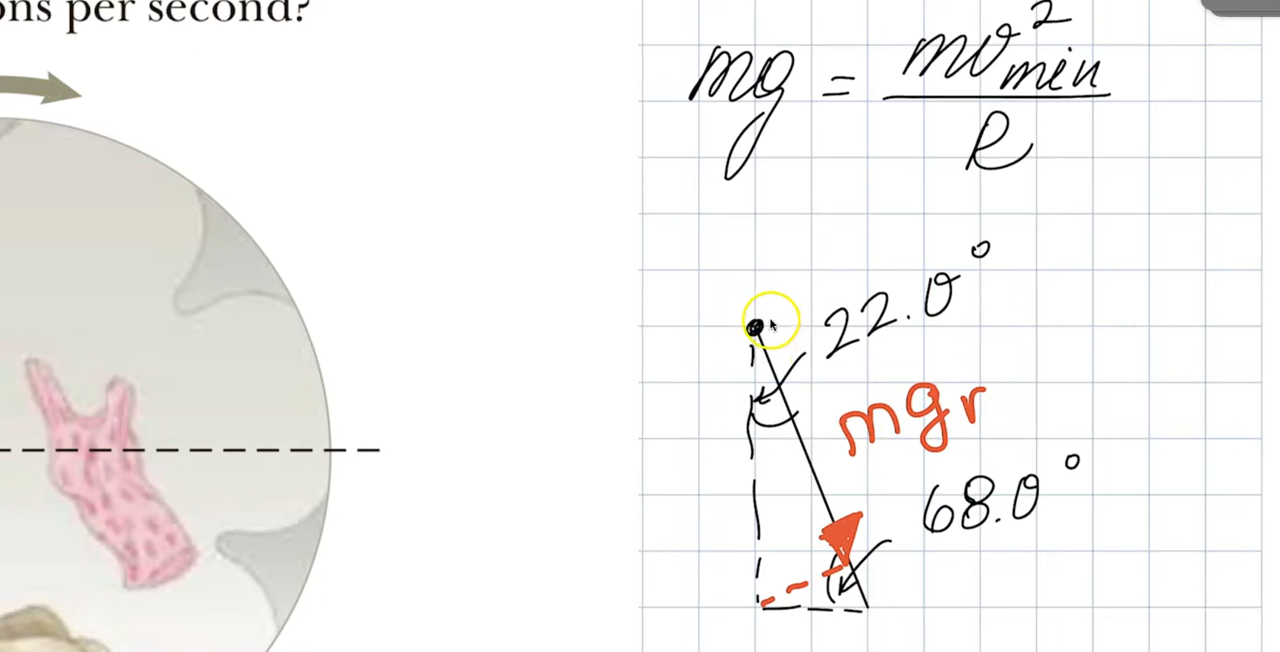 ons per second?
mg = mv²min / R
22.0°
mgr
68.0°